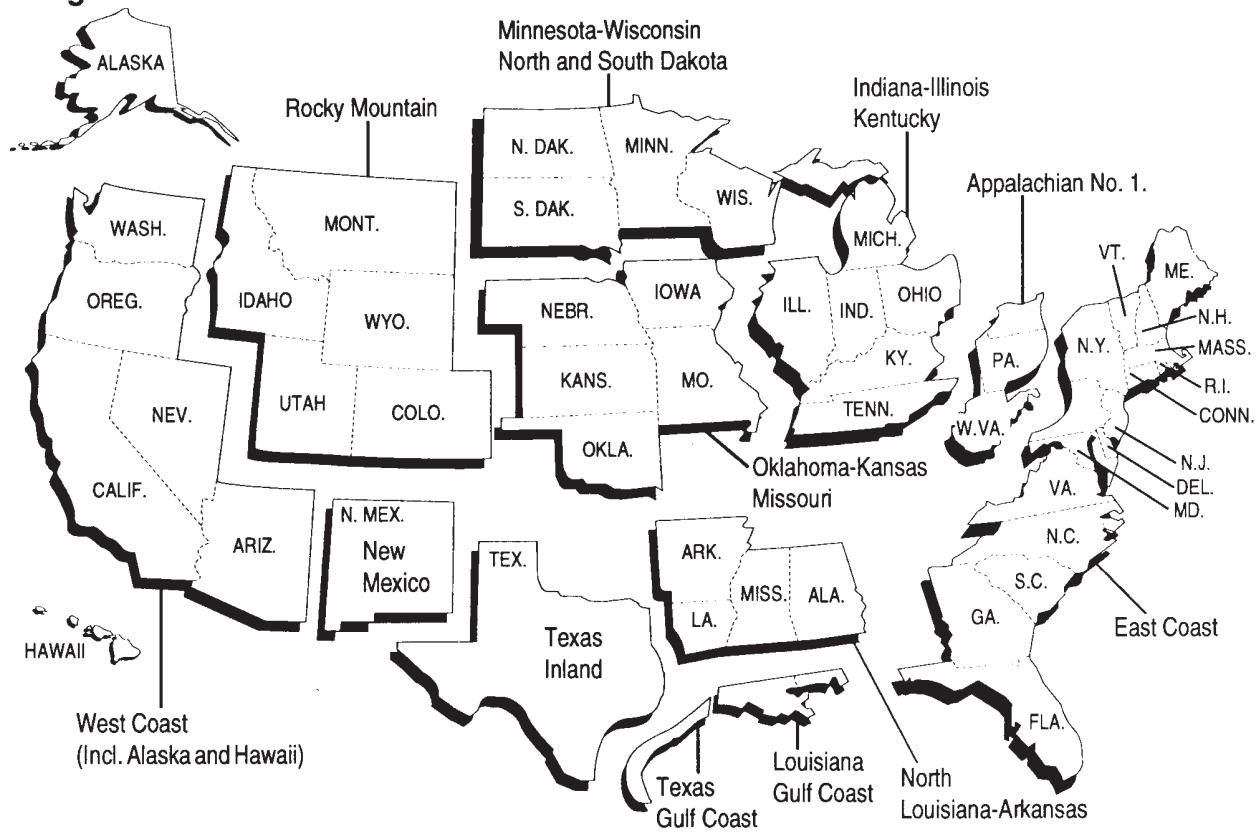 g
ALASKA
Minnesota-Wisconsin
North and South Dakota
Rocky Mountain
Indiana-Illinois
Kentucky
Appalachian No. 1.
N. DAK.
MINN.
S. DAK.
WIS.
MICH.
WASH.
MONT.
OREG.
IDAHO
WYO.
NEBR.
IOWA
ILL.
IND.
OHIO
VT.
ME.
N.H.
MASS.
N.Y.
PA.
R.I.
CONN.
NEV.
UTAH
COLO.
KANS.
MO.
KY.
TENN.
W.VA.
OKLA.
Oklahoma-Kansas
Missouri
N.J.
DEL.
MD.
VA.
CALIF.
ARIZ.
N. MEX.
New
Mexico
TEX.
Texas
Inland
ARK.
LA.
MISS.
ALA.
N.C.
S.C.
GA.
East Coast
HAWAII
FLA.
West Coast
(Incl. Alaska and Hawaii)
Texas
Gulf Coast
Louisiana
Gulf Coast
North
Louisiana-Arkansas